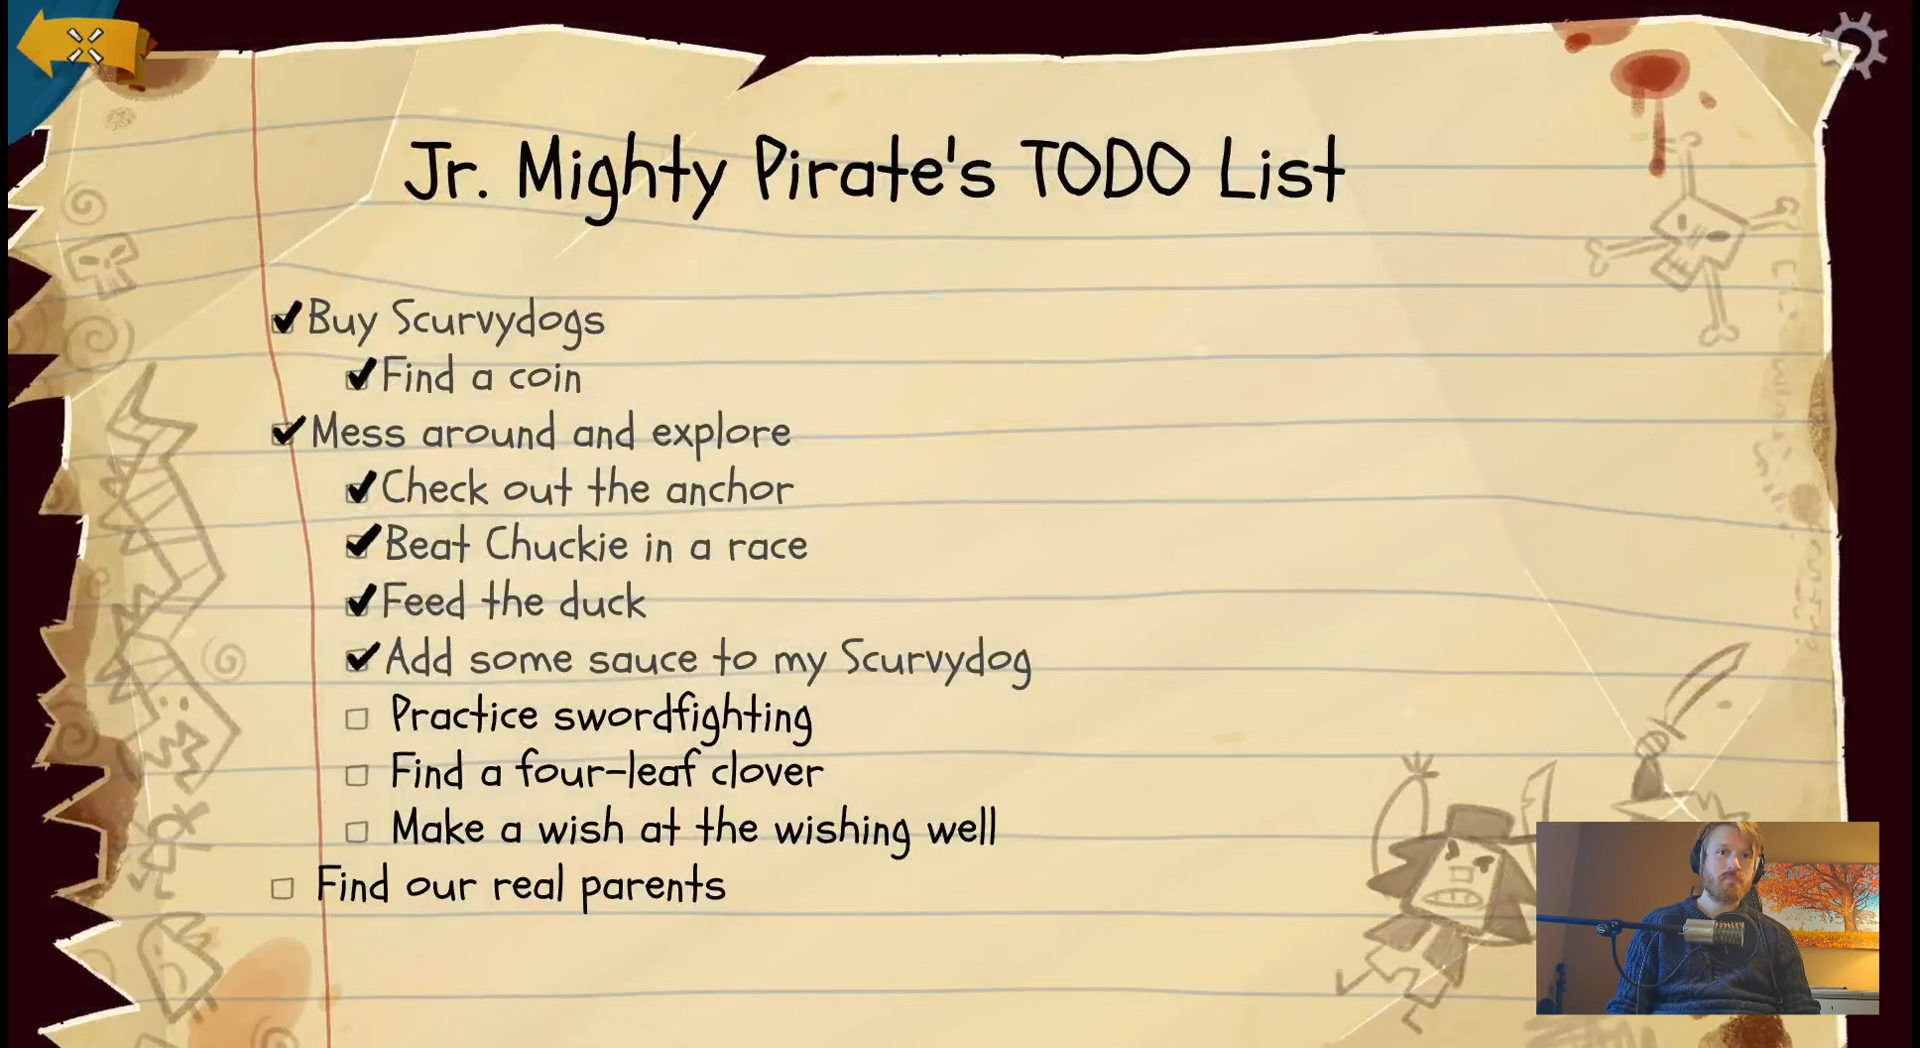 Jr. Mighty Pirate's TODO List
Buy Scurvydogs
Find a coin
Mess around and explore
Check out the anchor
Beat Chuckie in a race
Feed the duck
Add some sauce to my Scurvydog
Practice swordfighting
Find a four-leaf clover
Make a wish at the wishing well
Find our real parents